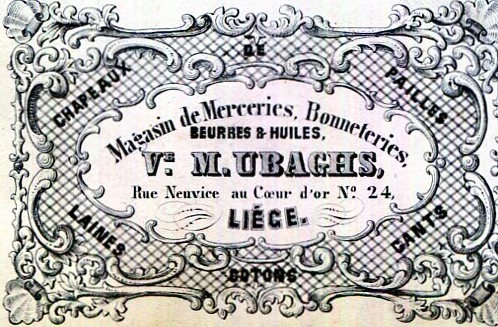 CHAPEAUX DE PAILLES
Magasin de Merceries, Bonneteries,
BEURRES & HUILES,
Vᵉ M. UBAGHS,
Rue Neuvice au Cœur d'or Nº 24,
LIÉGE.
LAINES COTONS GANTS